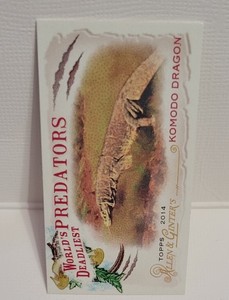 WORLD'S
DEADLIEST
PREDATORS
TOPPS 2014
ALLEN & GINTER'S
KOMODO DRAGON